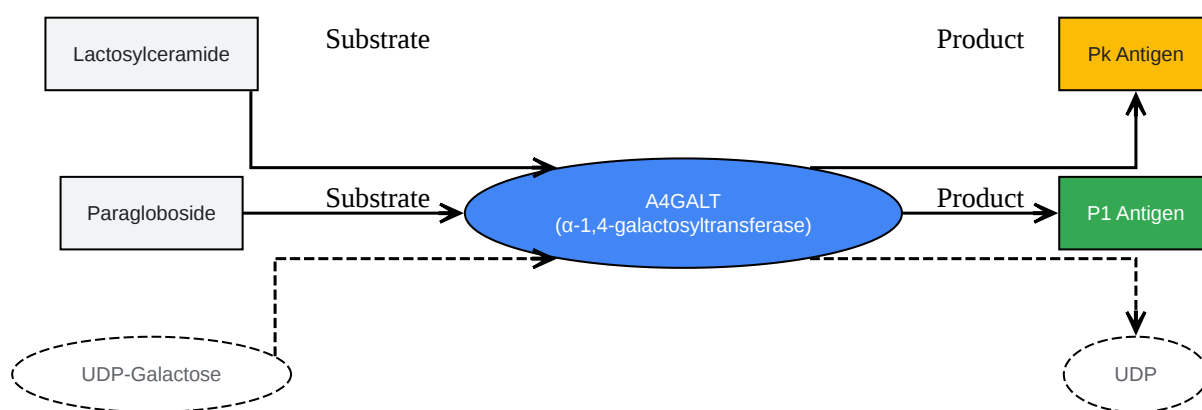 Lactosylceramide
Substrate
Product
Pk Antigen
Paragloboside
Substrate
A4GALT
(α-1,4-galactosyltransferase)
Product
P1 Antigen
UDP-Galactose
UDP